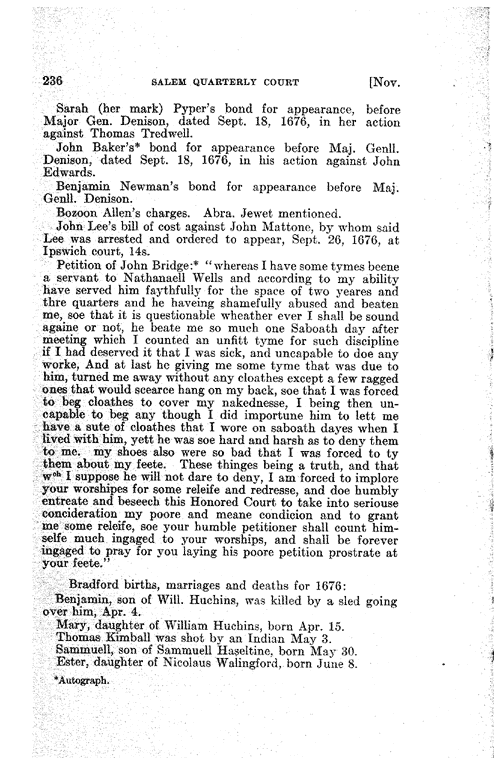 236 SALEM QUARTERLY COURT [Nov.
Sarah (her mark) Pyper's bond for appearance, before
Major Gen. Denison, dated Sept. 18, 1676, in her action
against Thomas Tredwell.
John Baker's* bond for appearance before Maj. Genll.
Denison, dated Sept. 18, 1676, in his action against John
Edwards.
Benjamin Newman's bond for appearance before Maj.
Genll. Denison.
Bozoon Allen's charges. Abra. Jewet mentioned.
John Lee's bill of cost against John Mattone, by whom said
Lee was arrested and ordered to appear, Sept. 26, 1676, at
Ipswich court, 14s.
Petition of John Bridge:* "whereas I have some tymes beene
a servant to Nathanaell Wells and according to my ability
have served him faythfully for the space of two yeares and
thre quarters and he haveing shamefully abused and beaten
me, soe that it is questionable wheather ever I shall be sound
againe or not, he beate me so much one Saboath day after
meeting which I counted an unfitt tyme for such discipline
if I had deserved it that I was sick, and uncapable to doe any
worke, And at last he giving me some tyme that was due to
him, turned me away without any cloathes except a few ragged
ones that would scearce hang on my back, soe that I was forced
to beg cloathes to cover my nakednesse, I being then un-
capable to beg any though I did importune him to lett me
have a sute of cloathes that I wore on saboath dayes when I
lived with him, yett he was soe hard and harsh as to deny them
to me. my shoes also were so bad that I was forced to ty
them about my feete. These thinges being a truth, and that
wch I suppose he will not dare to deny, I am forced to implore
your worshipes for some releife and redresse, and doe humbly
entreate and beseech this Honored Court to take into seriouse
concideration my poore and meane condicion and to grant
me some releife, soe your humble petitioner shall count him-
selfe much ingaged to your worships, and shall be forever
ingaged to pray for you laying his poore petition prostrate at
your feete."
Bradford births, marriages and deaths for 1676:
Benjamin, son of Will. Huchins, was killed by a sled going
over him, Apr. 4.
Mary, daughter of William Huchins, born Apr. 15.
Thomas Kimball was shot by an Indian May 3.
Sammuell, son of Sammuell Haseltine, born May 30.
Ester, daughter of Nicolaus Walingford, born June 8.
*Autograph.